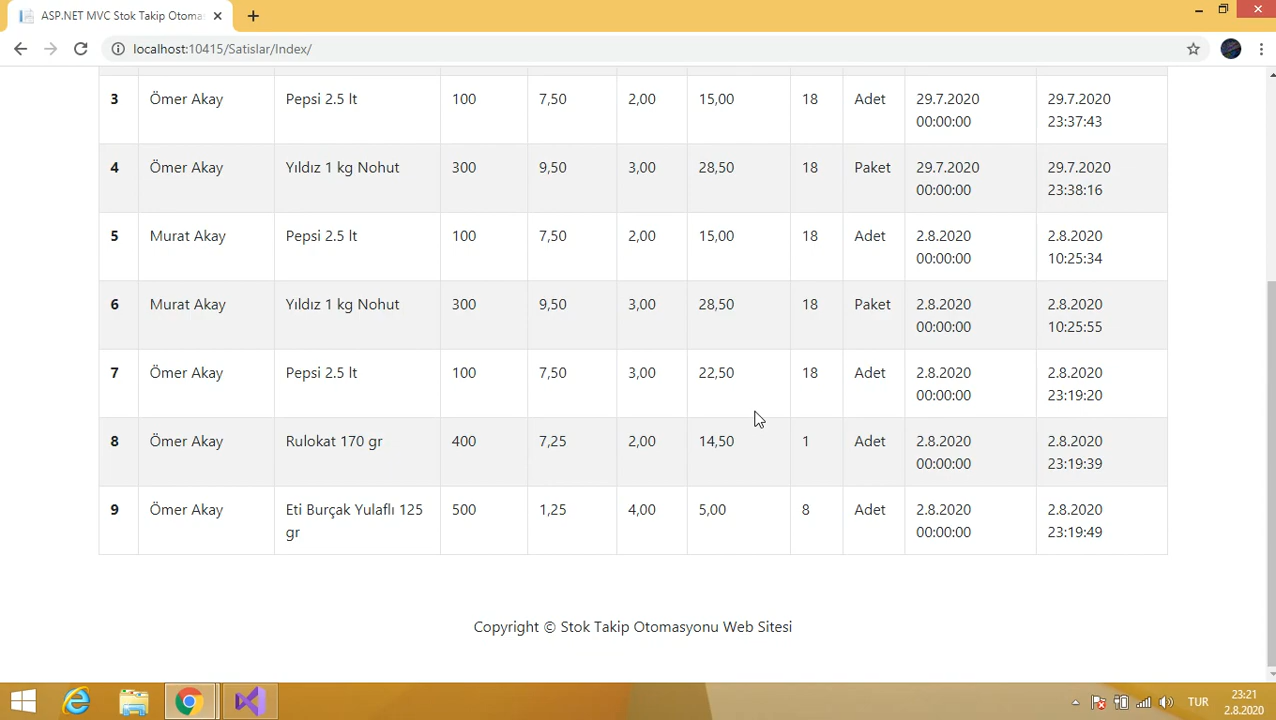 ASP.NET MVC Stok Takip Otoma
localhost:10415/Satislar/Index/
3 Ömer Akay Pepsi 2.5 lt 100 7,50 2,00 15,00 18 Adet 29.7.2020 29.7.2020
00:00:00 23:37:43
4 Ömer Akay Yıldız 1 kg Nohut 300 9,50 3,00 28,50 18 Paket 29.7.2020 29.7.2020
00:00:00 23:38:16
5 Murat Akay Pepsi 2.5 lt 100 7,50 2,00 15,00 18 Adet 2.8.2020 2.8.2020
00:00:00 10:25:34
6 Murat Akay Yıldız 1 kg Nohut 300 9,50 3,00 28,50 18 Paket 2.8.2020 2.8.2020
00:00:00 10:25:55
7 Ömer Akay Pepsi 2.5 lt 100 7,50 3,00 22,50 18 Adet 2.8.2020 2.8.2020
00:00:00 23:19:20
8 Ömer Akay Rulokat 170 gr 400 7,25 2,00 14,50 1 Adet 2.8.2020 2.8.2020
00:00:00 23:19:39
9 Ömer Akay Eti Burçak Yulaflı 125 500 1,25 4,00 5,00 8 Adet 2.8.2020 2.8.2020
gr 00:00:00 23:19:49
Copyright © Stok Takip Otomasyonu Web Sitesi
TUR 23:21
2.8.2020